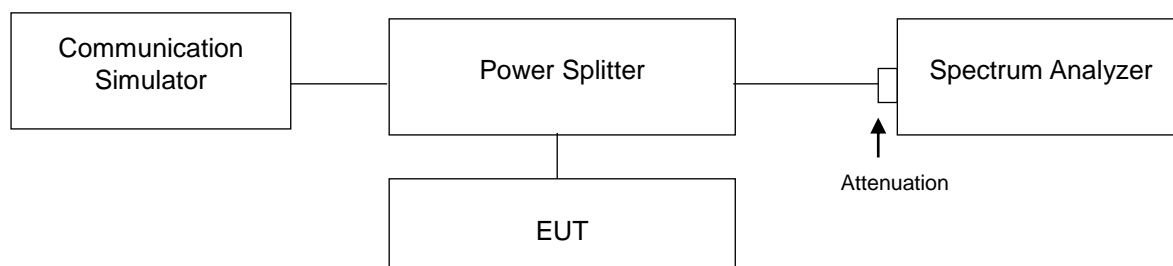 Communication
Simulator
Power Splitter
Spectrum Analyzer
Attenuation
EUT